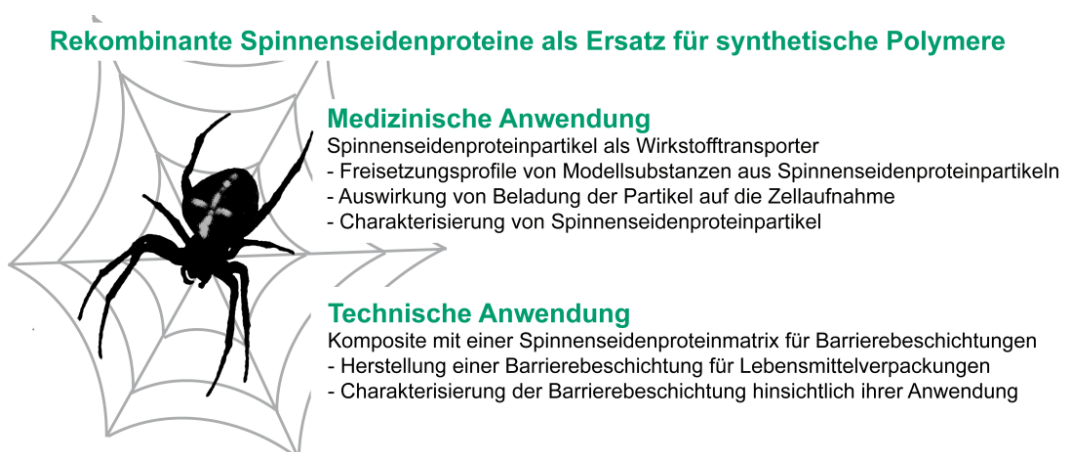 Rekombinante Spinnenseidenproteine als Ersatz für synthetische Polymere
Medizinische Anwendung
Spinnenseidenproteinpartikel als Wirkstofftransporter
- Freisetzungsprofile von Modellsubstanzen aus Spinnenseidenproteinpartikeln
- Auswirkung von Beladung der Partikel auf die Zellaufnahme
- Charakterisierung von Spinnenseidenproteinpartikel
Technische Anwendung
Komposite mit einer Spinnenseidenproteinmatrix für Barrierebeschichtungen
- Herstellung einer Barrierebeschichtung für Lebensmittelverpackungen
- Charakterisierung der Barrierebeschichtung hinsichtlich ihrer Anwendung